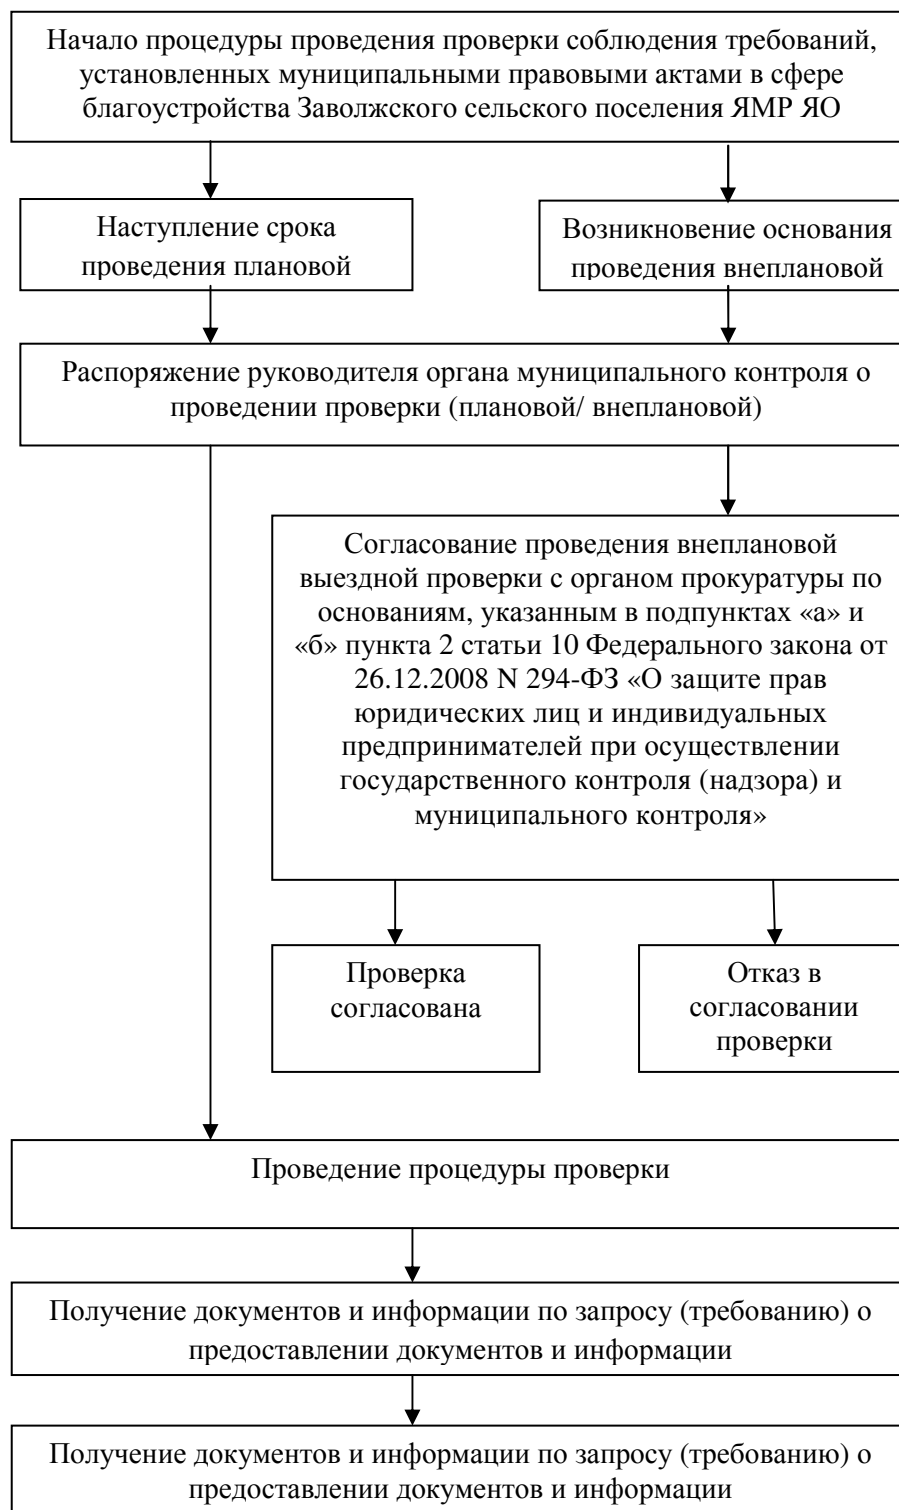 Начало процедуры проведения проверки соблюдения требований,
установленных муниципальными правовыми актами в сфере
благоустройства Заволжского сельского поселения ЯМР ЯО
Наступление срока
проведения плановой
Возникновение основания
проведения внеплановой
Распоряжение руководителя органа муниципального контроля о
проведении проверки (плановой/ внеплановой)
Согласование проведения внеплановой
выездной проверки с органом прокуратуры по
основаниям, указанным в подпунктах «а» и
«б» пункта 2 статьи 10 Федерального закона от
26.12.2008 N 294-ФЗ «О защите прав
юридических лиц и индивидуальных
предпринимателей при осуществлении
государственного контроля (надзора) и
муниципального контроля»
Проверка
согласована
Отказ в
согласовании
проверки
Проведение процедуры проверки
Получение документов и информации по запросу (требованию) о
предоставлении документов и информации
Получение документов и информации по запросу (требованию) о
предоставлении документов и информации